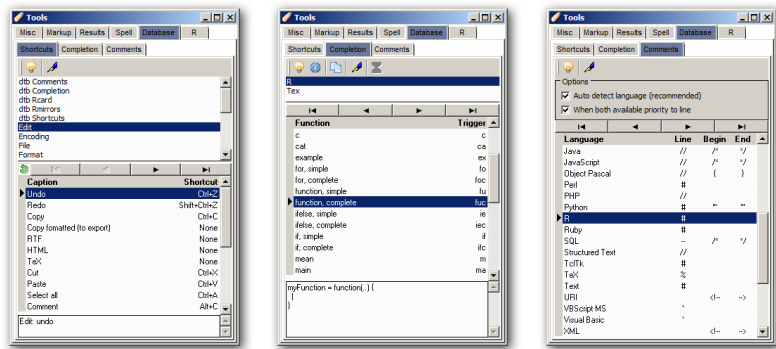 Tools
Misc Markup Results Spell Database R
Shortcuts Completion Comments
dtb Comments
dtb Completion
dtb Rcard
dtb Rmirrors
dtb Shortcuts
Edit
Encoding
File
Format
Caption Shortcut
Undo Ctrl+Z
Redo Shift+Ctrl+Z
Copy Ctrl+C
Copy fomatted (to export) None
RTF None
HTML None
TeX None
Cut Ctrl+X
Paste Ctrl+V
Select all Ctrl+A
Comment Alt+C
Edit: undo
Tools
Misc Markup Results Spell Database R
Shortcuts Completion Comments
R
Tex
Function Trigger
c c
cat ca
example ex
for, simple fo
for, complete foc
function, simple fu
function, complete fuc
ifelse, simple ie
ifelse, complete iec
if, simple if
if, complete ifc
mean m
main ma
myFunction = function(..) {
|
}
Tools
Misc Markup Results Spell Database R
Shortcuts Completion Comments
Options
Auto detect language (recommended)
When both available priority to line
Language Line Begin End
Java // /* */
JavaScript // /* */
Object Pascal // { }
Perl #
PHP //
Python # " "
R #
Ruby #
SQL -- /* */
Structured Text //
TclTk #
TeX %
Text #
URI <!-- -->
VBScript MS '
Visual Basic '
XML <!-- -->